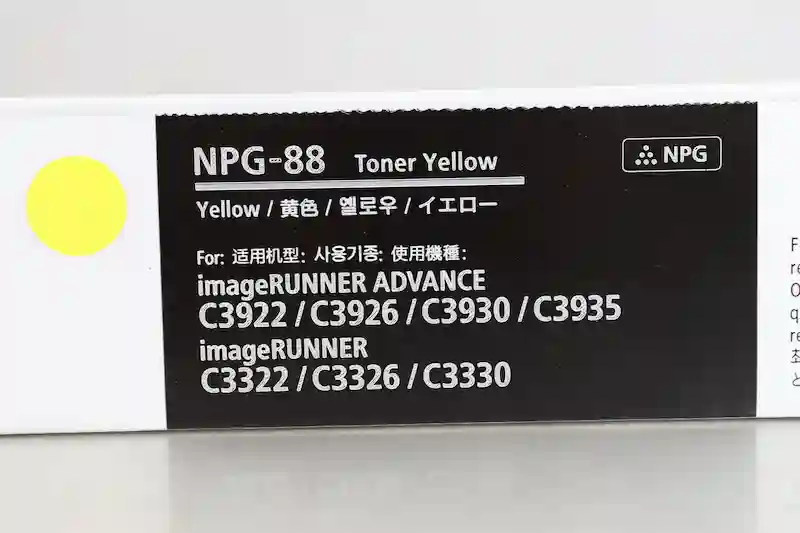 NPG-88 Toner Yellow
NPG
Yellow / 黄色 / 옐로우 / イエロー
For: 适用机型: 사용기종: 使用機種:
imageRUNNER ADVANCE
C3922 / C3926 / C3930 / C3935
imageRUNNER
C3322 / C3326 / C3330